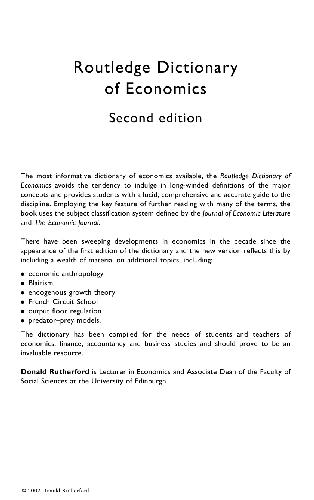 Routledge Dictionary
of Economics
Second edition
The most informative dictionary of economics available, the Routledge Dictionary of
Economics avoids the tendency to indulge in long-winded definitions of the major
concepts and provides students with a lucid, comprehensive and accurate guide to the
discipline. Employing the key feature of further reading with many of the terms, the
book uses the subject classification system defined by the Journal of Economic Literature
and The Economic Journal.
There have been sweeping developments in economics in the decade since the
appearance of the first edition of the dictionary and the new version reflects this by
including a wealth of material on additional topics, including:
• economic anthropology
• Blairism
• endogenous growth theory
• French Circuit School
• output floor regulation
• predator–prey models.
The dictionary has been compiled for the needs of students and teachers of
economics, finance, accountancy and business studies and should prove to be an
invaluable resource.
Donald Rutherford is Lecturer in Economics and Associate Dean of the Faculty of
Social Sciences at the University of Edinburgh.
© 2002 Donald Rutherford